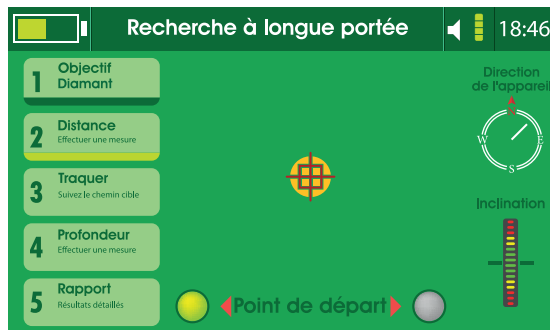 Recherche à longue portée
18:46
1 Objectif
Diamant
2 Distance
Effectuer une mesure
3 Traquer
Suivez le chemin cible
4 Profondeur
Effectuer une mesure
5 Rapport
Résultats détaillés
Point de départ
Direction
de l'appareil
N
W E
S
Inclination